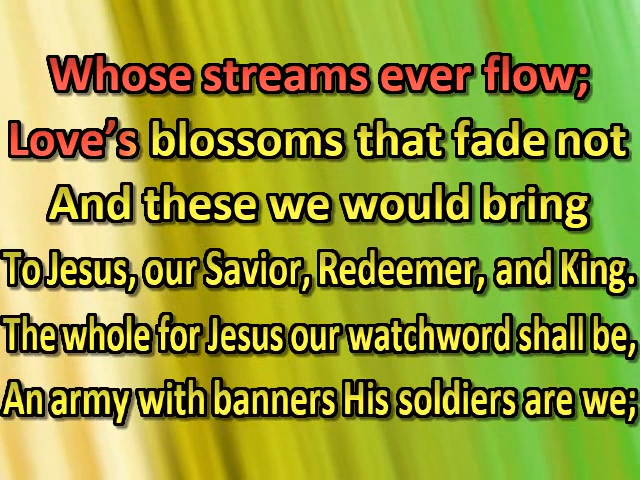 Whose streams ever flow;
Love’s blossoms that fade not
And these we would bring
To Jesus, our Savior, Redeemer, and King.
The whole for Jesus our watchword shall be,
An army with banners His soldiers are we;